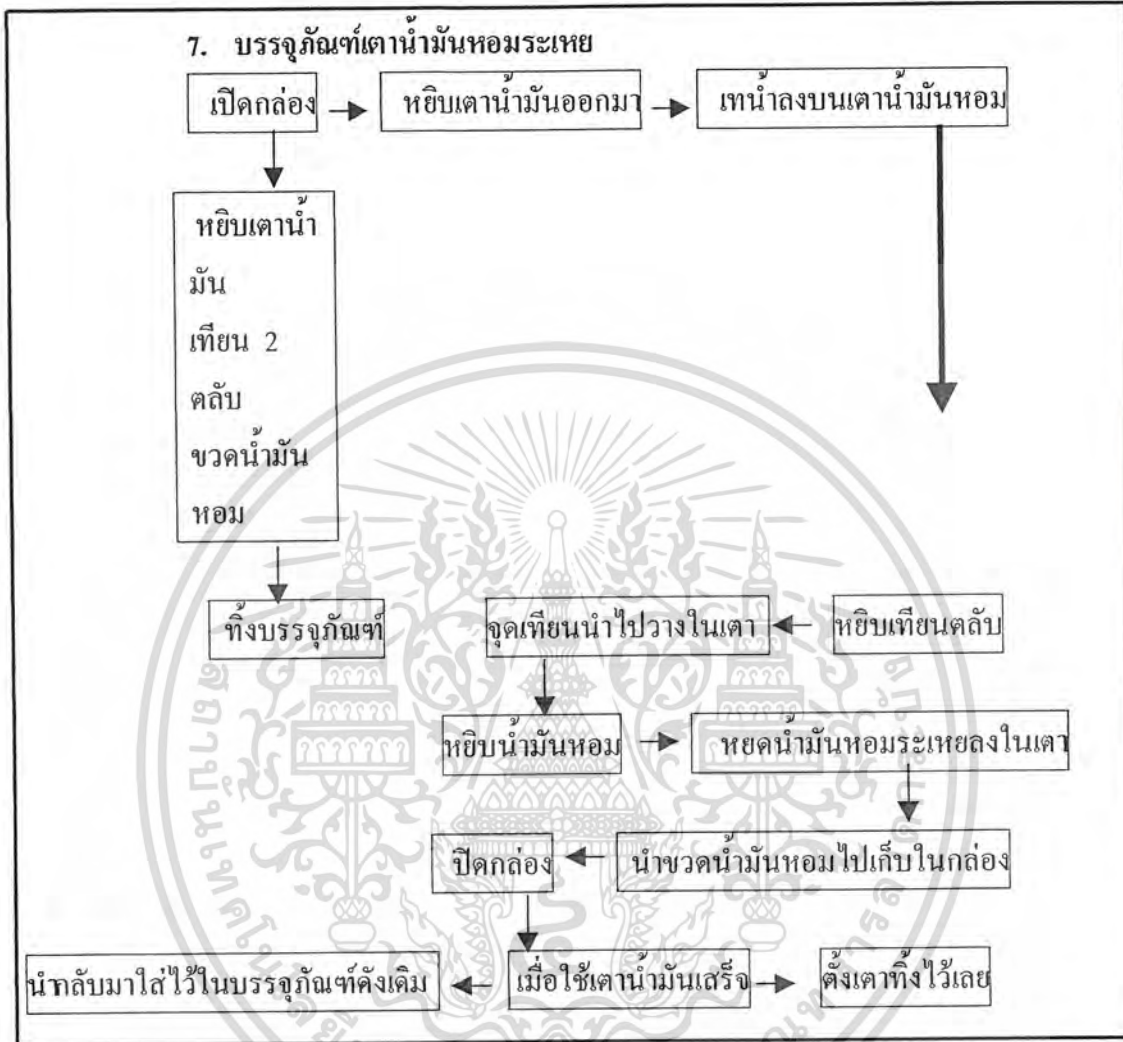 7. บรรจุภัณฑ์เตาน้ำมันหอมระเหย
เปิดกล่อง
หยิบเตาน้ำมันออกมา
เทน้ำลงบนเตาน้ำมันหอม
หยิบเตาน้ำ
มัน
เทียน 2
ตลับ
ขวดน้ำมัน
หอม
ทิ้งบรรจุภัณฑ์
จุดเทียนนำไปวางในเตา
หยิบเทียนตลับ
หยิบน้ำมันหอม
หยดน้ำมันหอมระเหยลงในเตา
ปิดกล่อง
นำขวดน้ำมันหอมไปเก็บในกล่อง
นำกลับมาใส่ไว้ในบรรจุภัณฑ์ดังเดิม
เมื่อใช้เตาน้ำมันเสร็จ
ตั้งเตาทิ้งไว้เลย